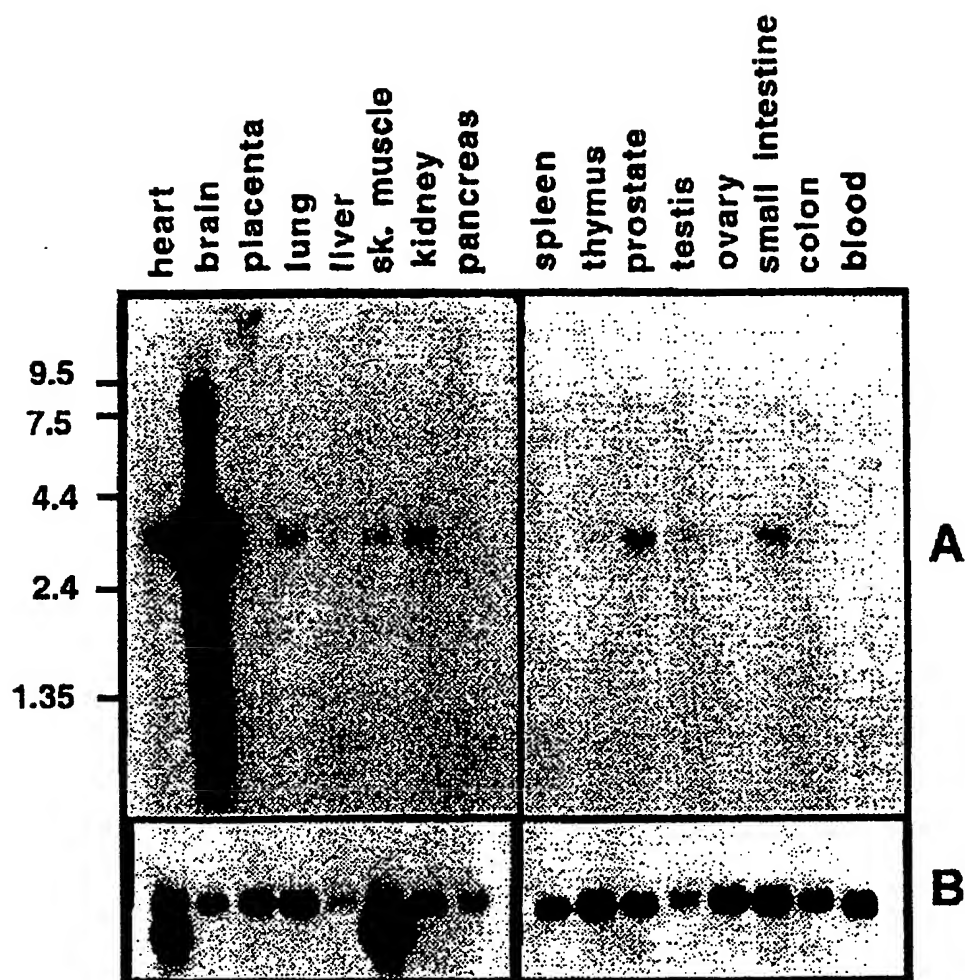 heart
brain
placenta
lung
liver
sk. muscle
kidney
pancreas
spleen
thymus
prostate
testis
ovary
small intestine
colon
blood
9.5
7.5
4.4
2.4
1.35
A
B